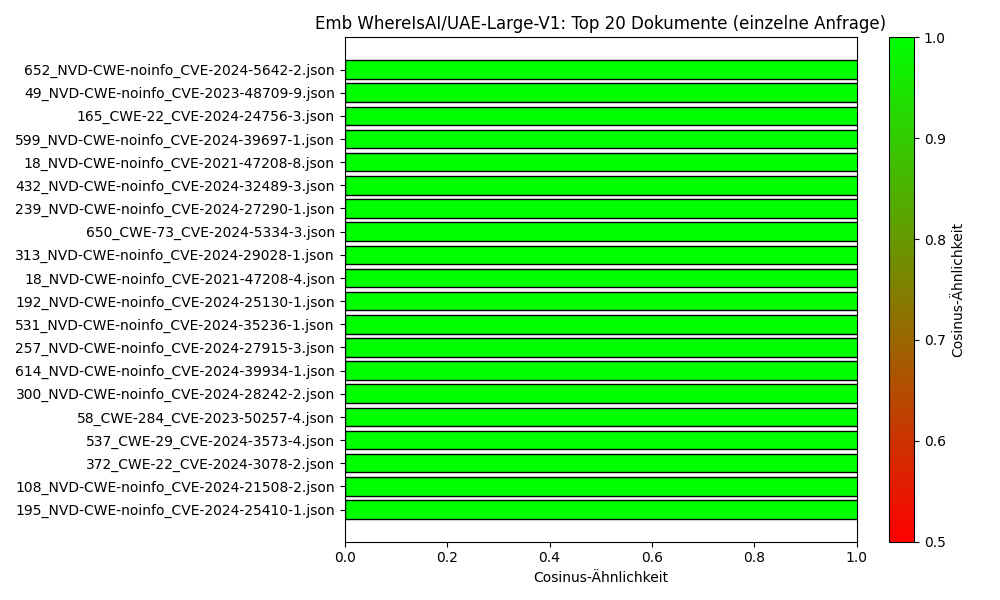 Emb WhereIsAI/UAE-Large-V1: Top 20 Dokumente (einzelne Anfrage)
652_NVD-CWE-noinfo_CVE-2024-5642-2.json
49_NVD-CWE-noinfo_CVE-2023-48709-9.json
165_CWE-22_CVE-2024-24756-3.json
599_NVD-CWE-noinfo_CVE-2024-39697-1.json
18_NVD-CWE-noinfo_CVE-2021-47208-8.json
432_NVD-CWE-noinfo_CVE-2024-32489-3.json
239_NVD-CWE-noinfo_CVE-2024-27290-1.json
650_CWE-73_CVE-2024-5334-3.json
313_NVD-CWE-noinfo_CVE-2024-29028-1.json
18_NVD-CWE-noinfo_CVE-2021-47208-4.json
192_NVD-CWE-noinfo_CVE-2024-25130-1.json
531_NVD-CWE-noinfo_CVE-2024-35236-1.json
257_NVD-CWE-noinfo_CVE-2024-27915-3.json
614_NVD-CWE-noinfo_CVE-2024-39934-1.json
300_NVD-CWE-noinfo_CVE-2024-28242-2.json
58_CWE-284_CVE-2023-50257-4.json
537_CWE-29_CVE-2024-3573-4.json
372_CWE-22_CVE-2024-3078-2.json
108_NVD-CWE-noinfo_CVE-2024-21508-2.json
195_NVD-CWE-noinfo_CVE-2024-25410-1.json
0.0 0.2 0.4 0.6 0.8 1.0
Cosinus-Ähnlichkeit
1.0
0.9
0.8
0.7
0.6
0.5
Cosinus-Ähnlichkeit